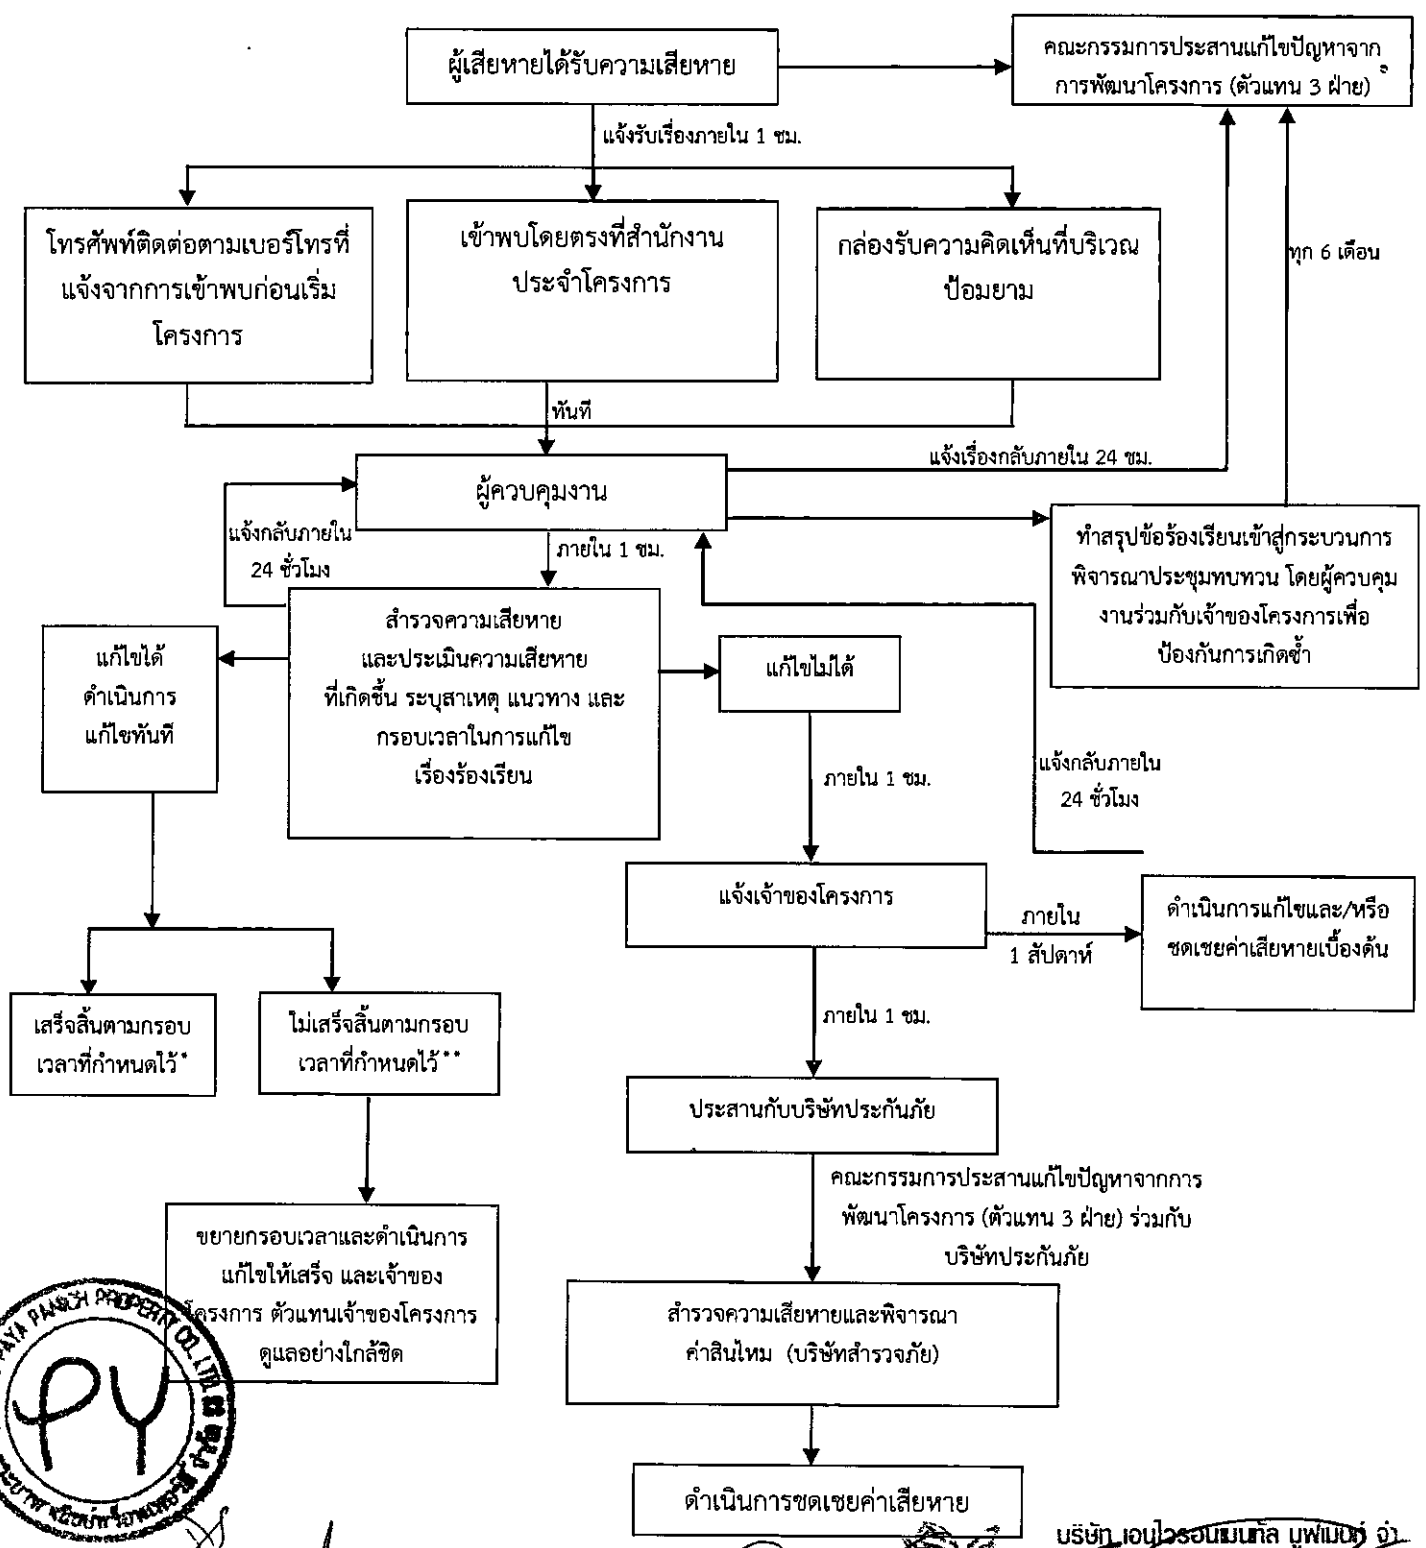 ผู้เสียหายได้รับความเสียหาย
คณะกรรมการประสานแก้ไขปัญหาจาก
การพัฒนาโครงการ (ตัวแทน 3 ฝ่าย)
แจ้งรับเรื่องภายใน 1 ชม.
โทรศัพท์ติดต่อตามเบอร์โทรที่
แจ้งจากการเข้าพบก่อนเริ่ม
โครงการ
เข้าพบโดยตรงที่สำนักงาน
ประจำโครงการ
กล่องรับความคิดเห็นที่บริเวณ
ป้อมยาม
ทุก 6 เดือน
ทันที
แจ้งเรื่องกลับภายใน 24 ชม.
ผู้ควบคุมงาน
แจ้งกลับภายใน
24 ชั่วโมง
ภายใน 1 ชม.
ทำสรุปข้อร้องเรียนเข้าสู่กระบวนการ
พิจารณาประชุมทบทวน โดยผู้ควบคุม
งานร่วมกับเจ้าของโครงการเพื่อ
ป้องกันการเกิดซ้ำ
สำรวจความเสียหาย
และประเมินความเสียหาย
ที่เกิดขึ้น ระบุสาเหตุ แนวทาง และ
กรอบเวลาในการแก้ไข
เรื่องร้องเรียน
แก้ไขได้
ดำเนินการ
แก้ไขทันที
แก้ไขไม่ได้
ภายใน 1 ชม.
แจ้งกลับภายใน
24 ชั่วโมง
แจ้งเจ้าของโครงการ
ภายใน
1 สัปดาห์
ดำเนินการแก้ไขและ/หรือ
ชดเชยค่าเสียหายเบื้องต้น
เสร็จสิ้นตามกรอบ
เวลาที่กำหนดไว้*
ไม่เสร็จสิ้นตามกรอบ
เวลาที่กำหนดไว้**
ภายใน 1 ชม.
ประสานกับบริษัทประกันภัย
คณะกรรมการประสานแก้ไขปัญหาจากการ
พัฒนาโครงการ (ตัวแทน 3 ฝ่าย) ร่วมกับ
บริษัทประกันภัย
ขยายกรอบเวลาและดำเนินการ
แก้ไขให้เสร็จ และเจ้าของ
โครงการ ตัวแทนเจ้าของโครงการ
ดูแลอย่างใกล้ชิด
สำรวจความเสียหายและพิจารณา
ค่าสินไหม (บริษัทสำรวจภัย)
ดำเนินการชดเชยค่าเสียหาย
PROPERTY CO. LTD.
PY
บริษัท เอนไวรอนเมนทัล มูฟเมนท์ จำ